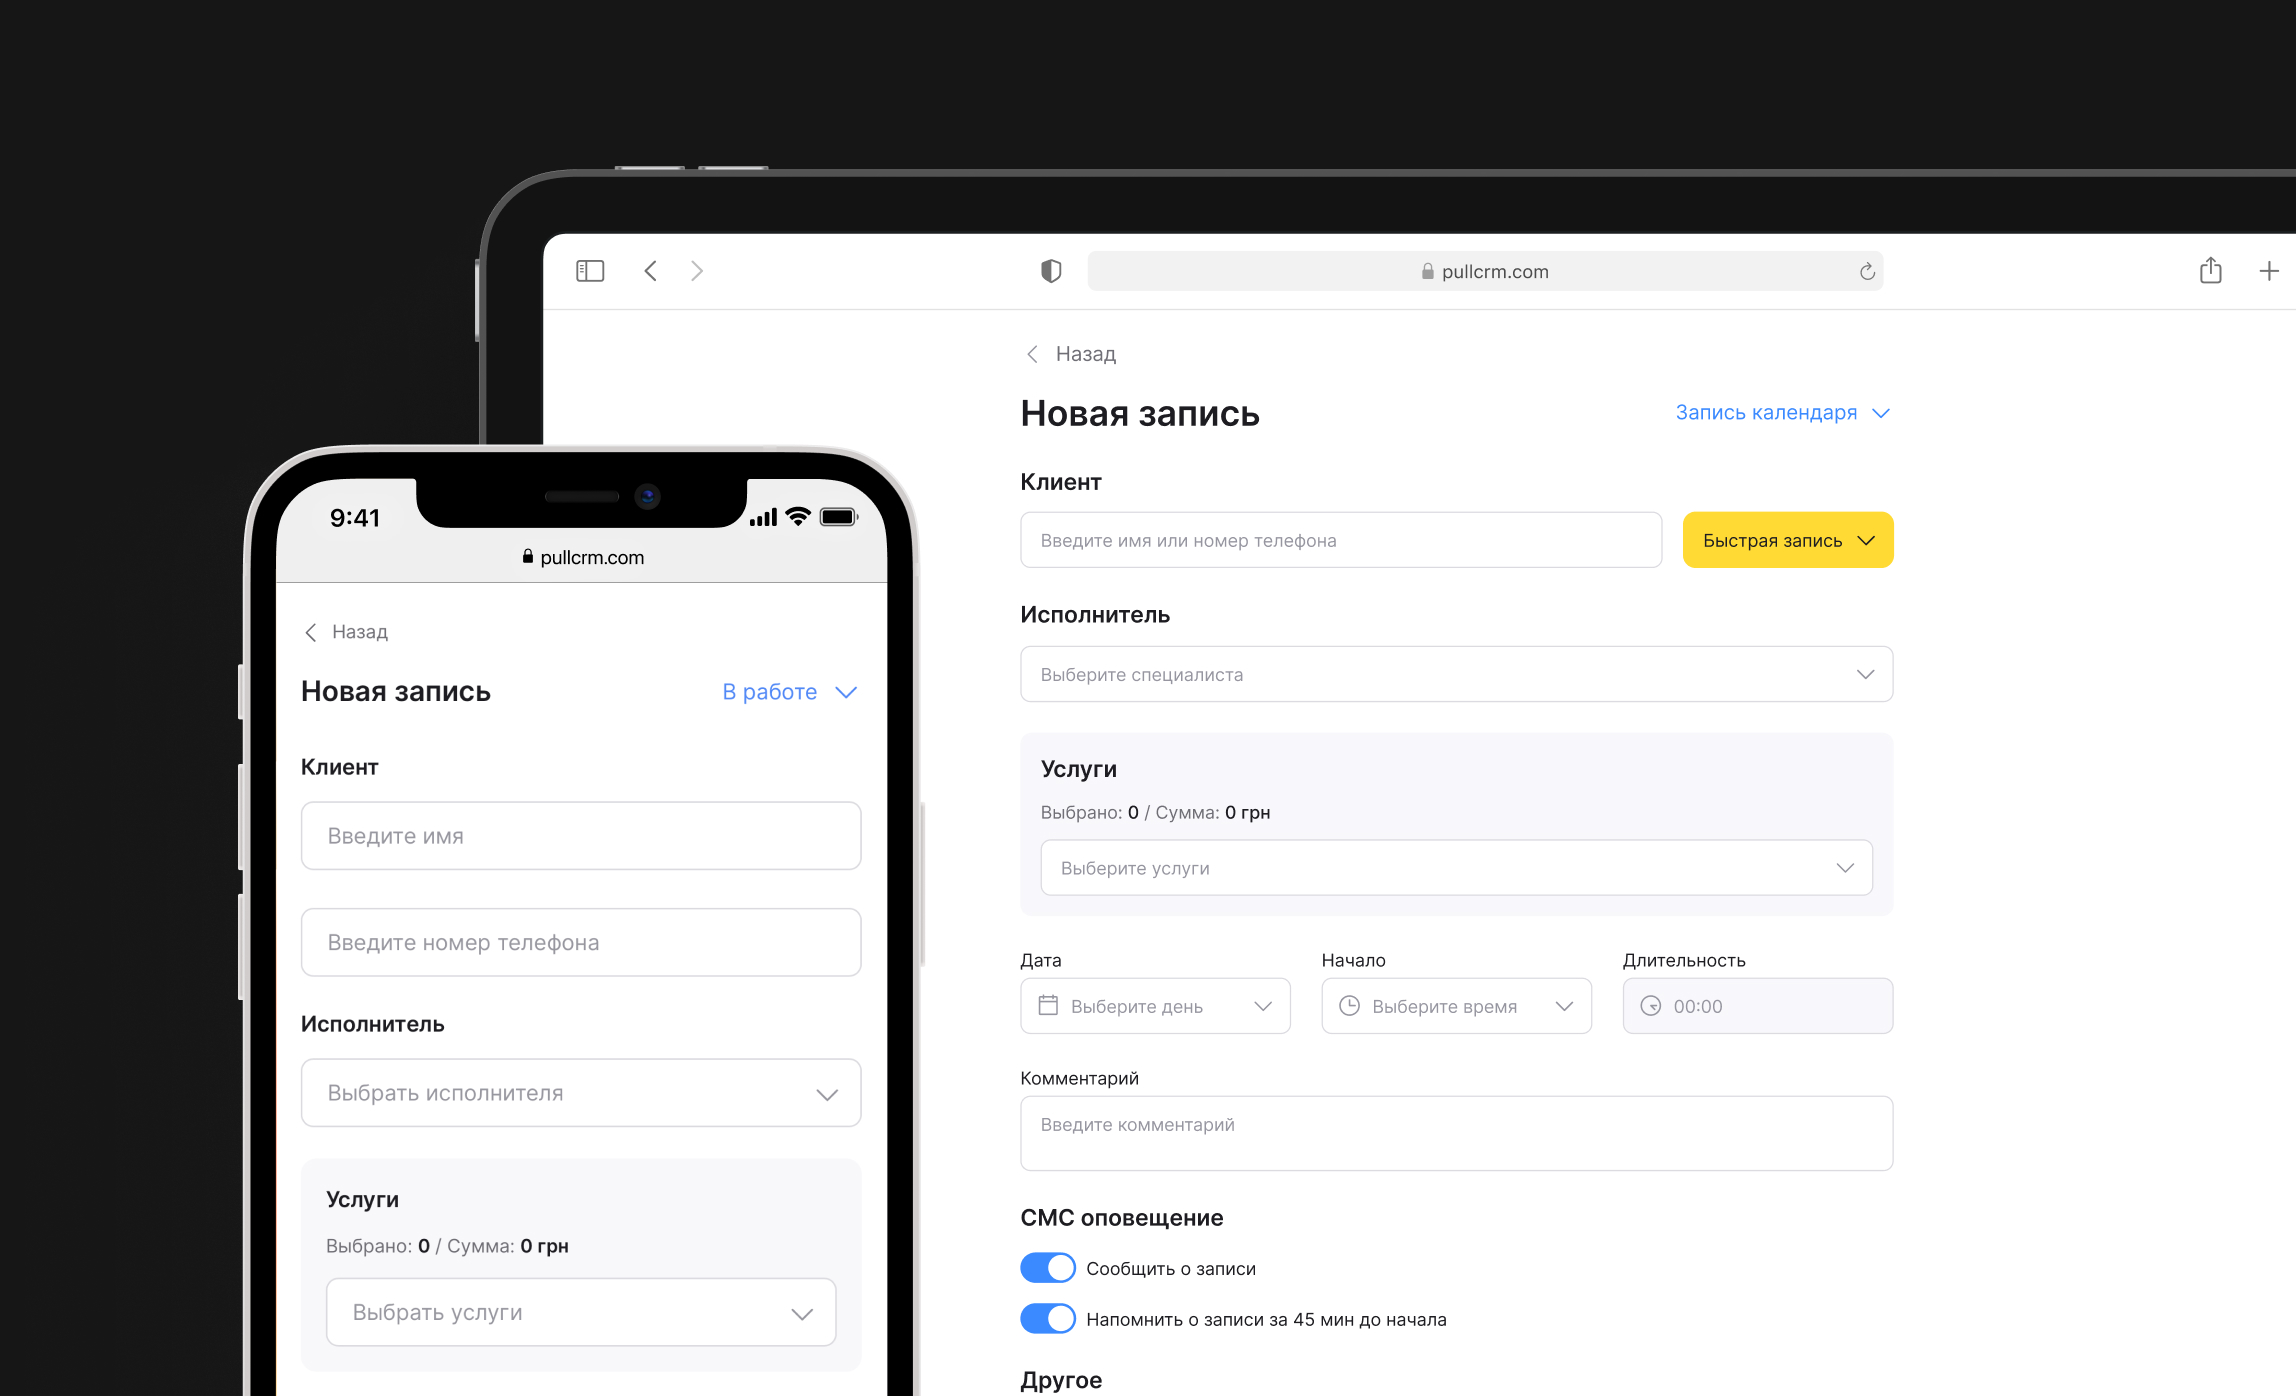 pullcrm.com
Назад
Новая запись
Запись календаря
Клиент
Введите имя или номер телефона
Быстрая запись
Исполнитель
Выберите специалиста
Услуги
Выбрано: 0 / Сумма: 0 грн
Выберите услуги
Дата
Начало
Длительность
Выберите день
Выберите время
00:00
Комментарий
Введите комментарий
СМС оповещение
Сообщить о записи
Напомнить о записи за 45 мин до начала
Другое
9:41
pullcrm.com
Назад
Новая запись
В работе
Клиент
Введите имя
Введите номер телефона
Исполнитель
Выбрать исполнителя
Услуги
Выбрано: 0 / Сумма: 0 грн
Выбрать услуги